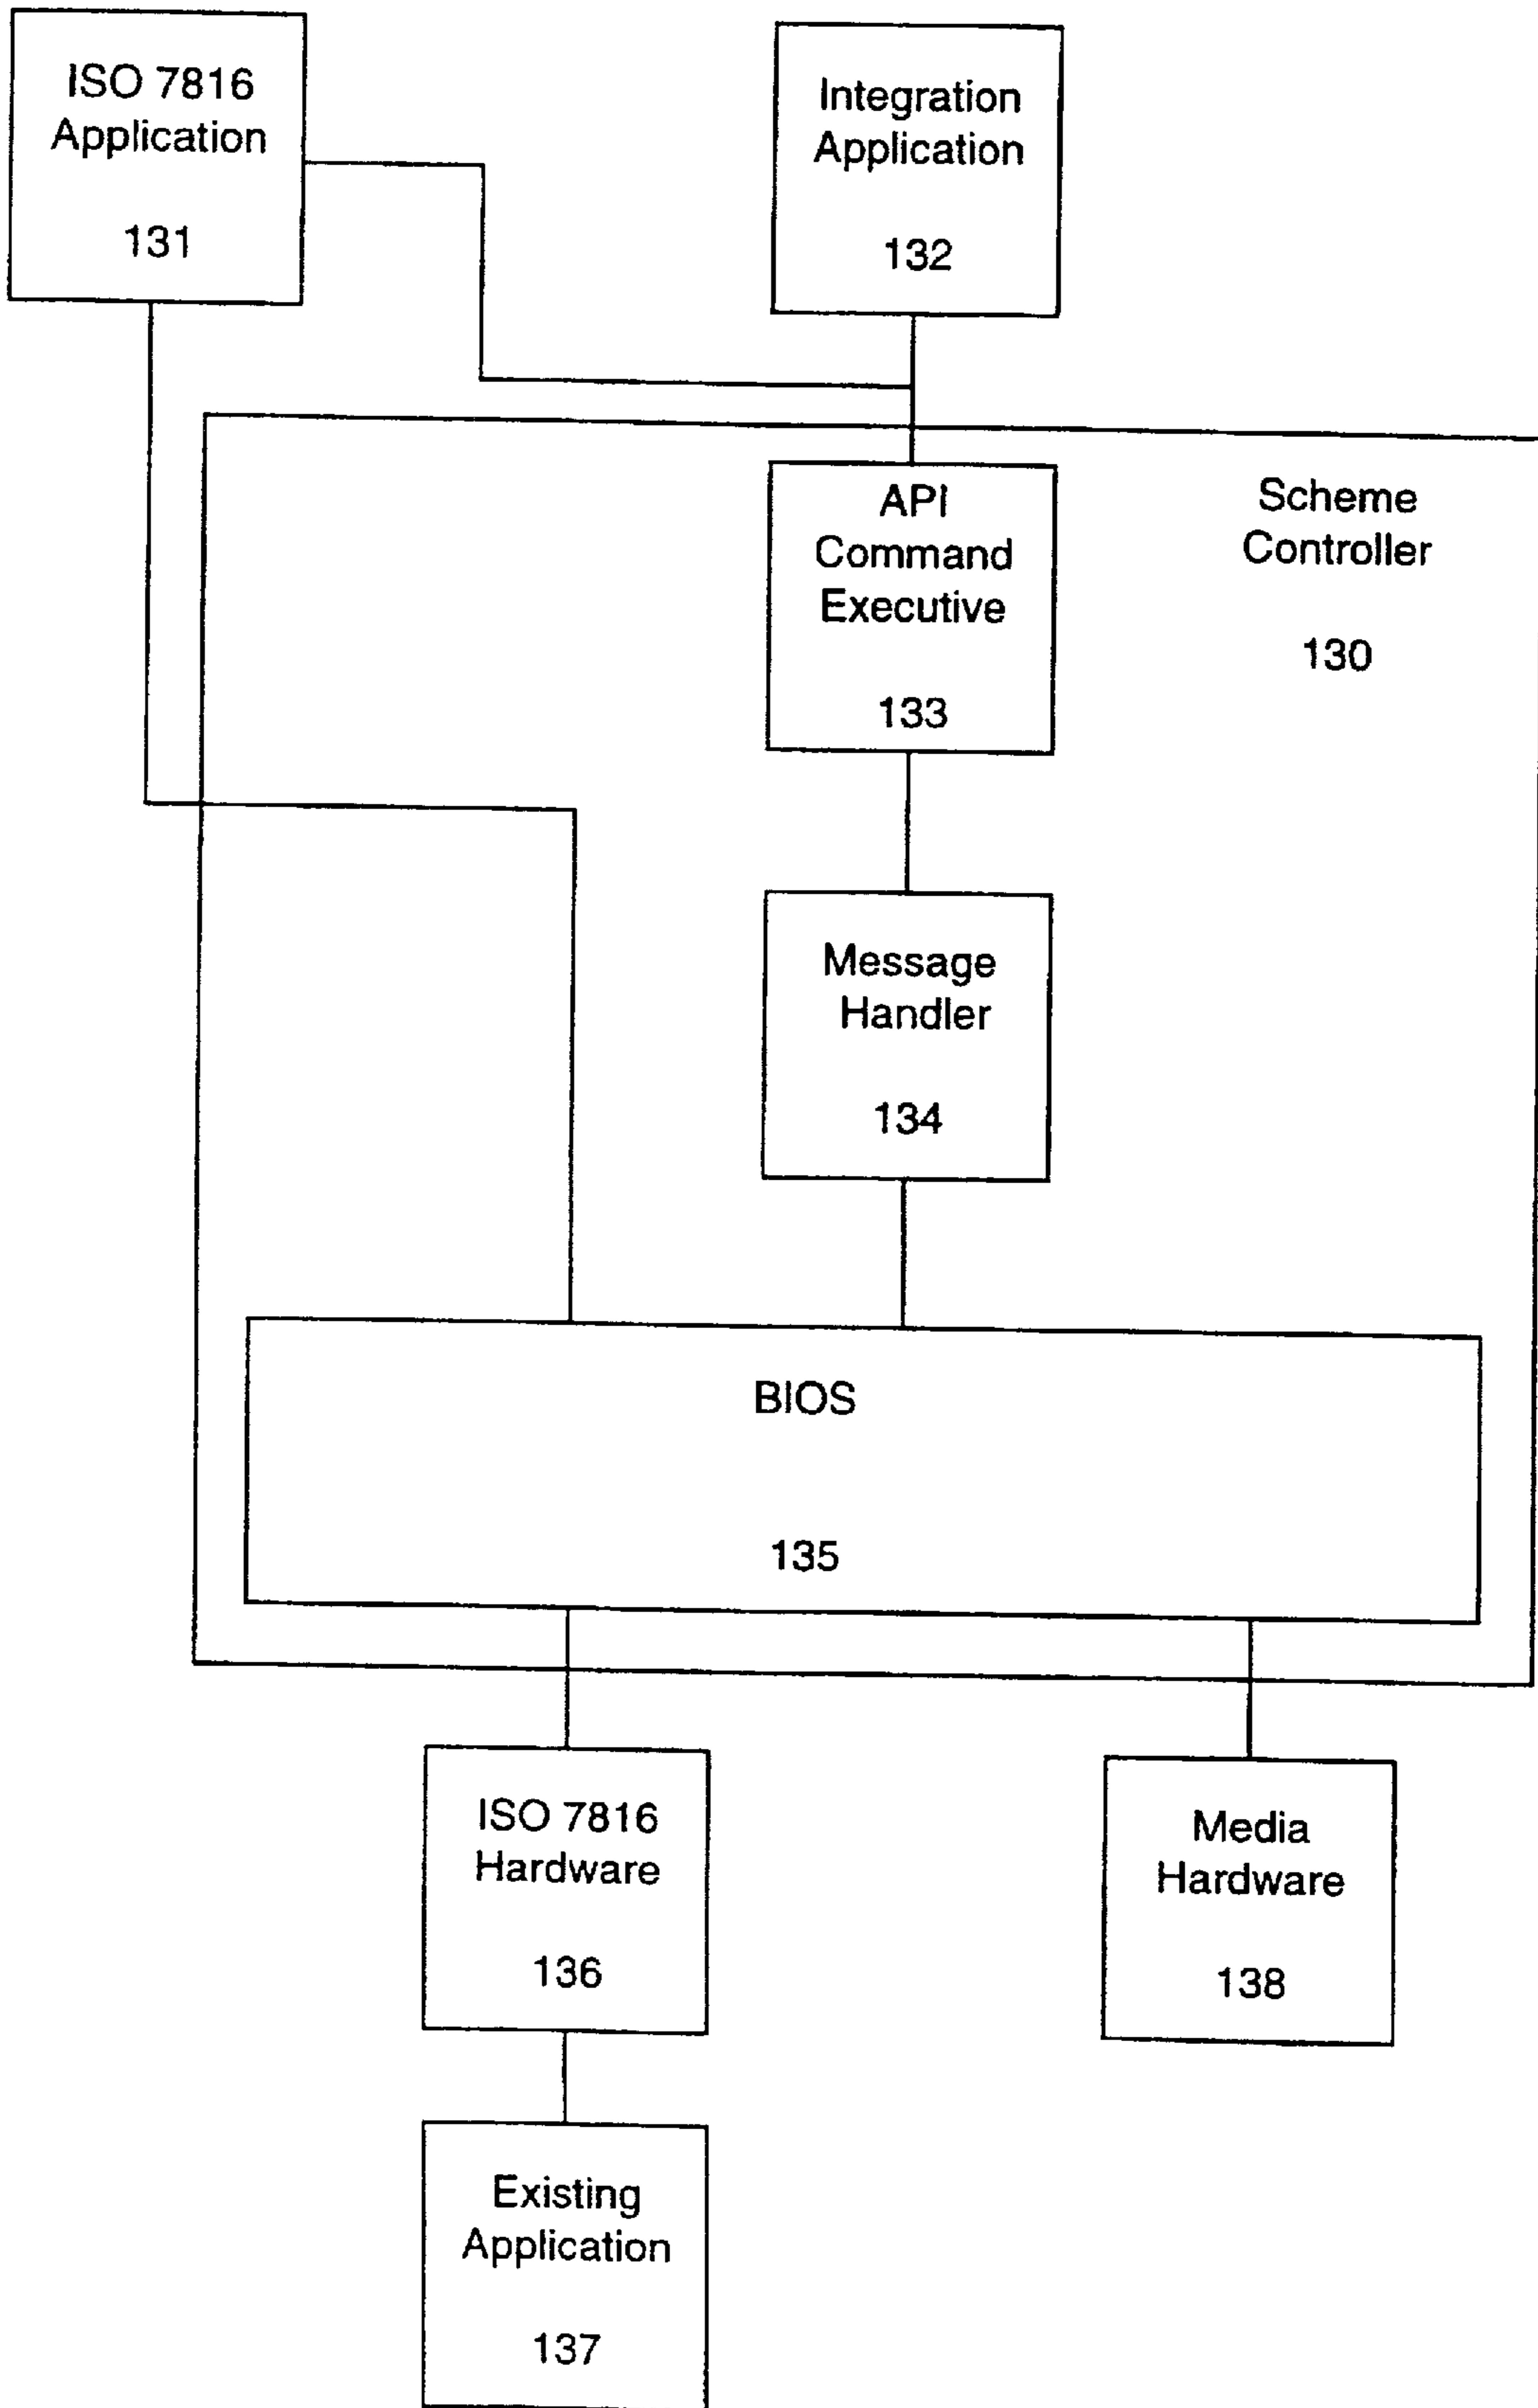 ISO 7816
Application
131
Integration
Application
132
API
Command
Executive
133
Scheme
Controller
130
Message
Handler
134
BIOS
135
ISO 7816
Hardware
136
Media
Hardware
138
Existing
Application
137